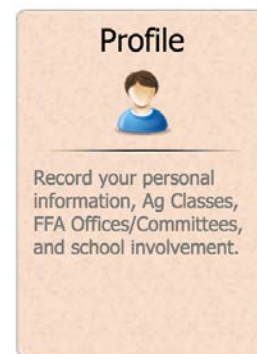 Profile
Record your personal
information, Ag Classes,
FFA Offices/Committees,
and school involvement.